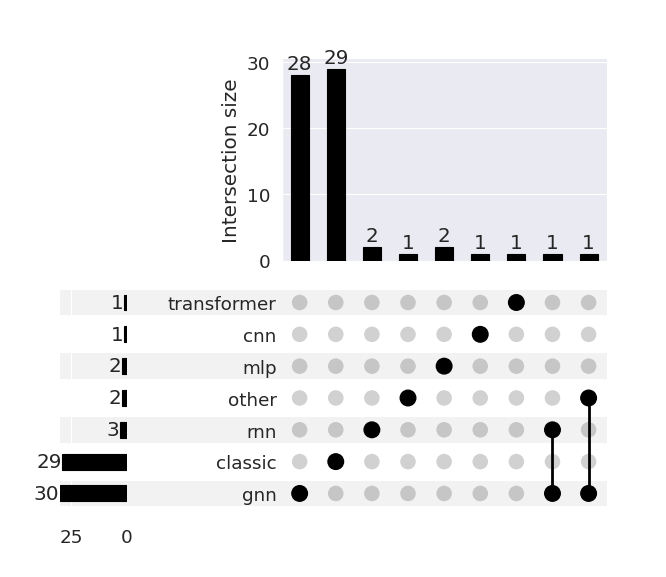 30
28
29
Intersection size
20
10
2
1
2
1
1
1
1
0
1
transformer
1
cnn
2
mlp
2
other
3
rnn
29
classic
30
gnn
25
0